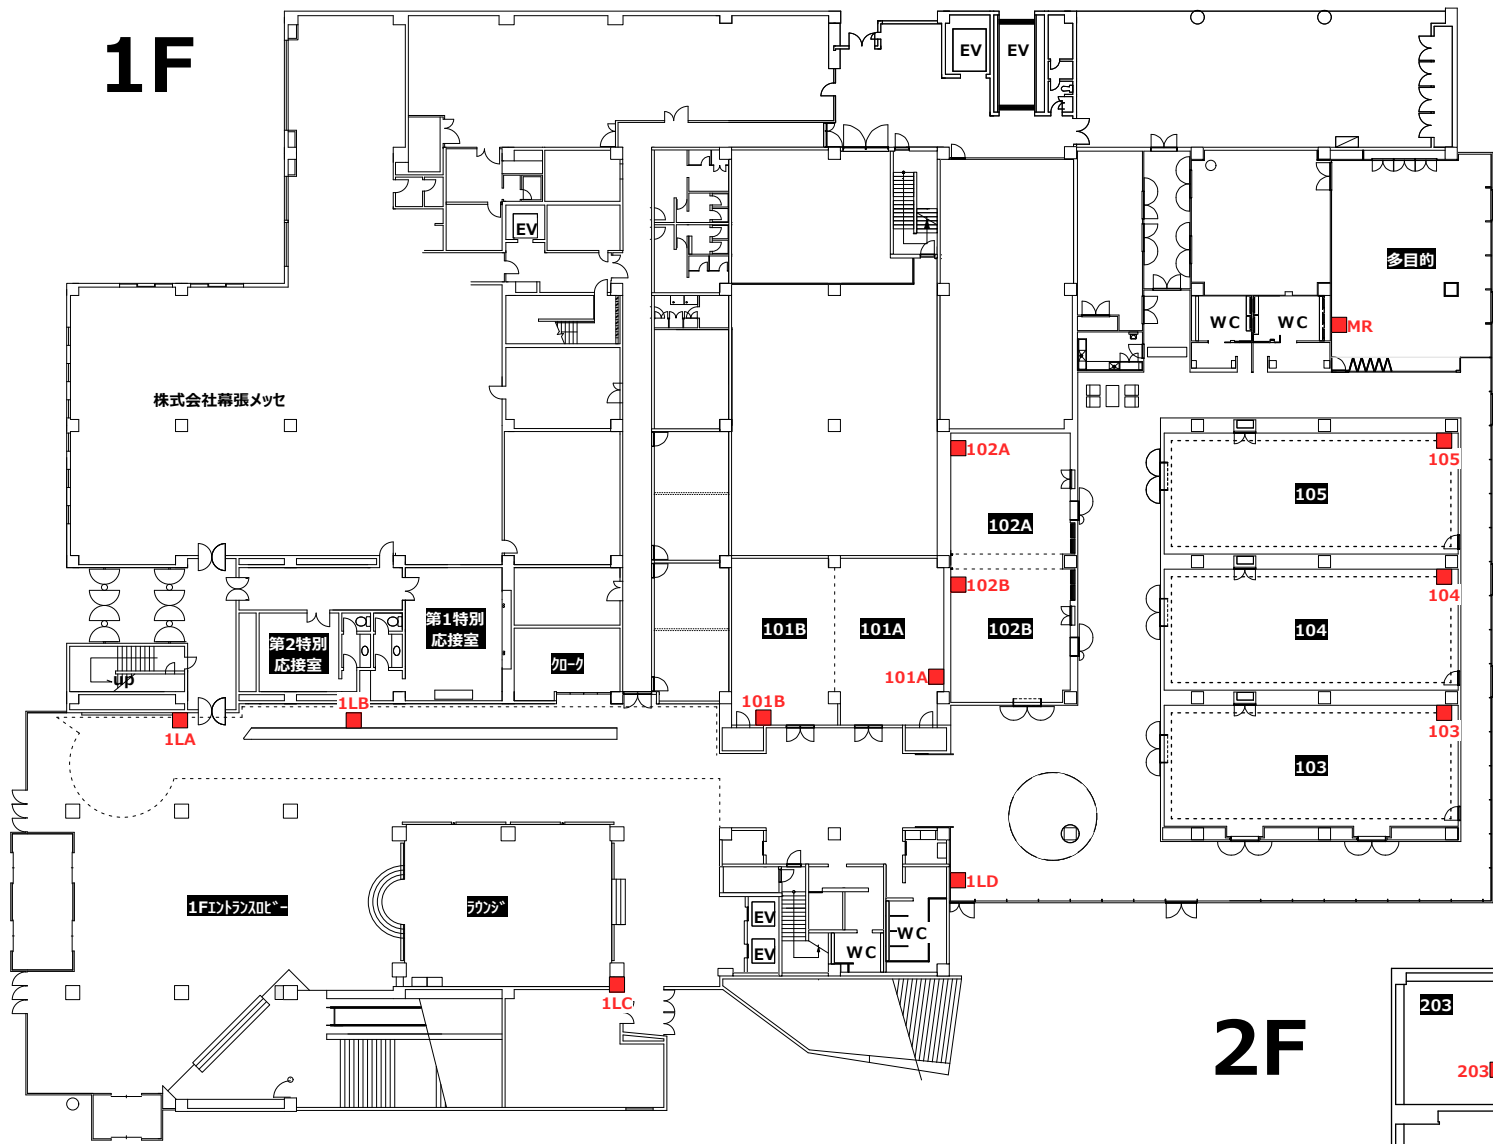 1F
EV
EV
EV
多目的
WC
WC
MR
株式会社幕張メッセ
102A
105
102A
105
102B
104
第1特別
応接室
101B
101A
102B
104
第2特別
応接室
クローク
up
101A
1LB
101B
103
1LA
103
1LD
1Fエントランスロビー
ラウンジ
EV
WC
EV
WC
1LC
203
2F
203